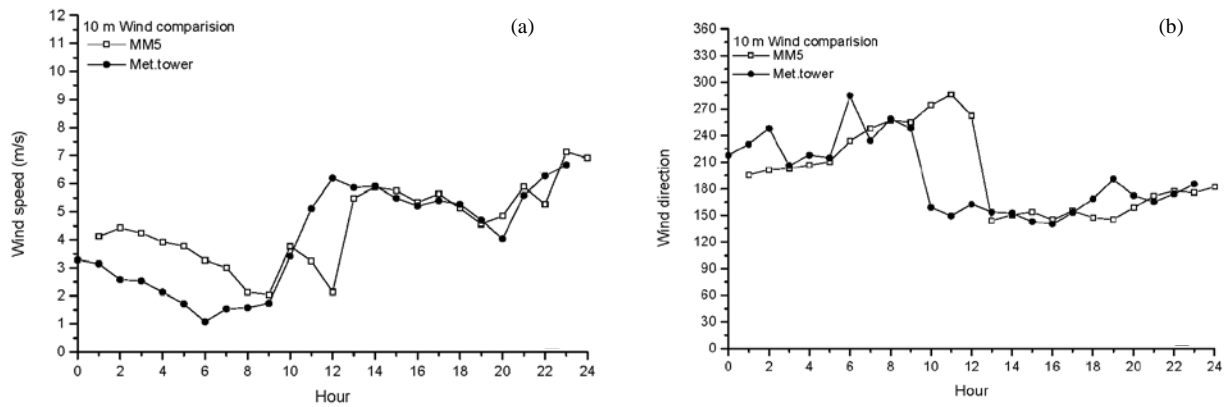 (a)
10 m Wind comparision
MM5
Met.tower
Wind speed (m/s)
12
11
10
9
8
7
6
5
4
3
2
1
0
0 2 4 6 8 10 12 14 16 18 20 22 24
Hour
(b)
10 m Wind comparision
MM5
Met.tower
Wind direction
360
330
300
270
240
210
180
150
120
90
60
30
0
0 2 4 6 8 10 12 14 16 18 20 22 24
Hour